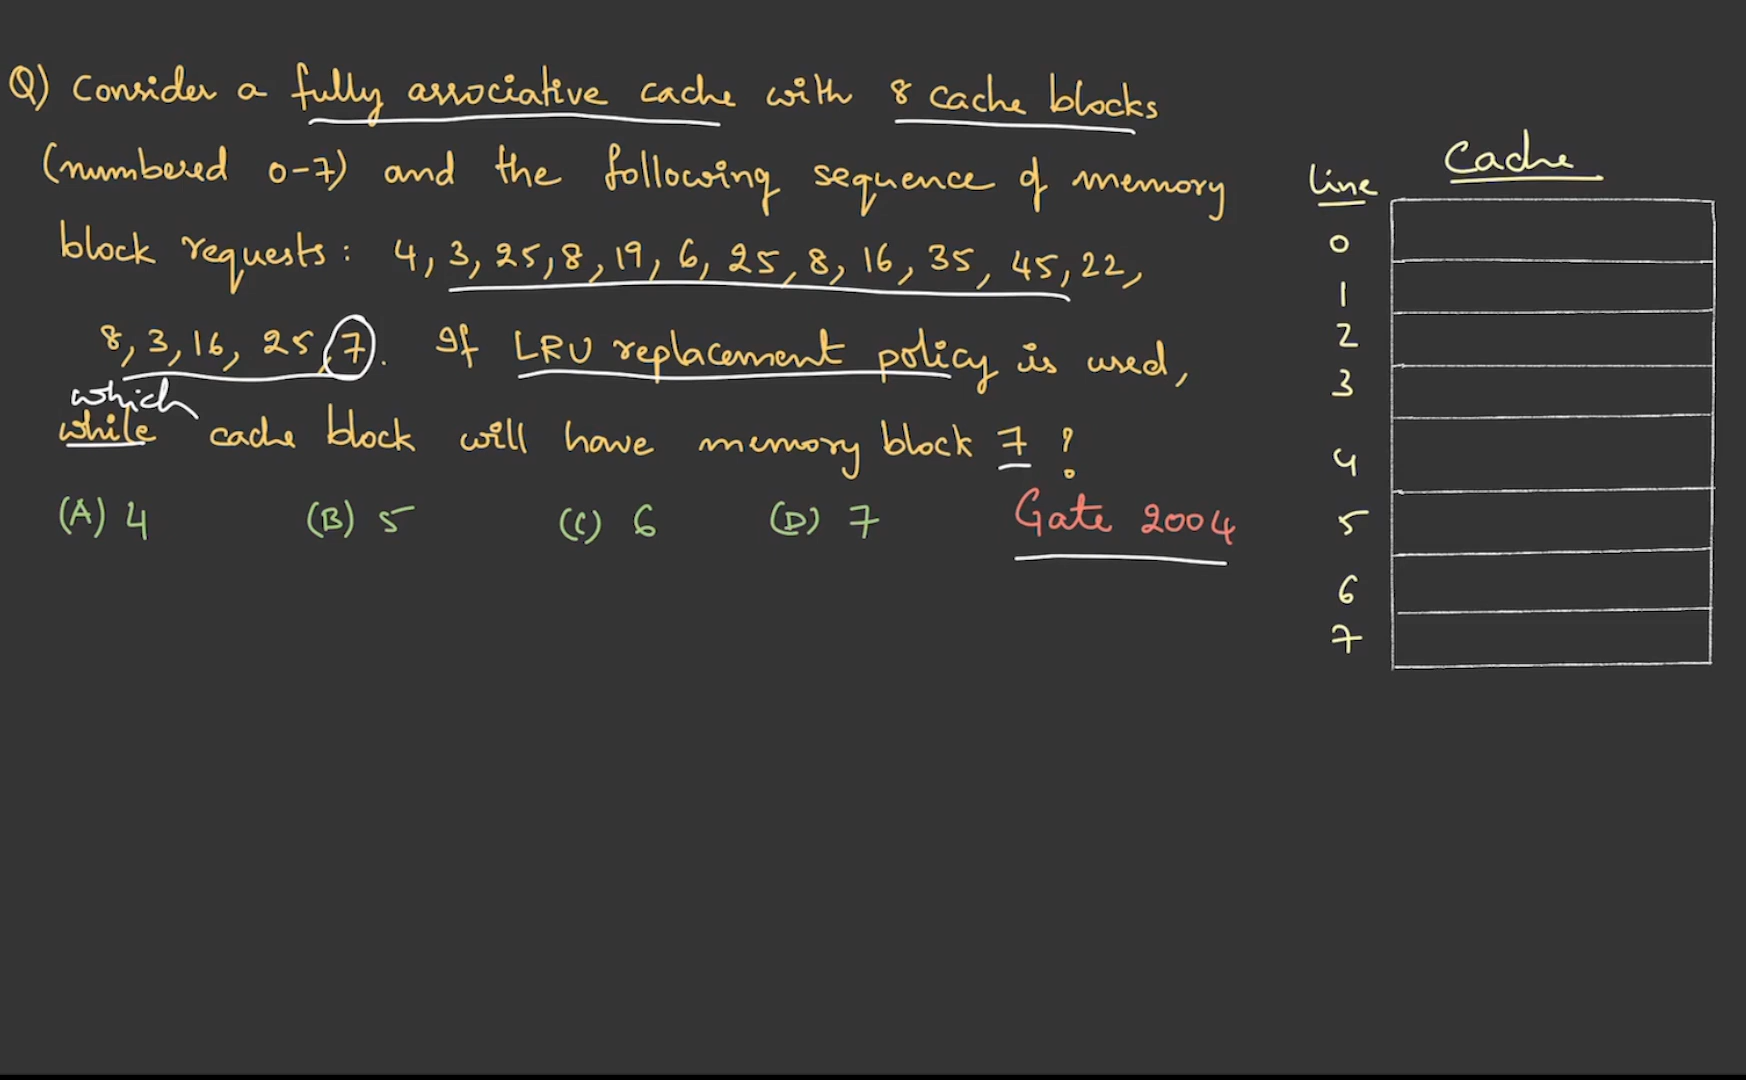 Q) Consider a fully associative cache with 8 cache blocks
(numbered 0-7) and the following sequence of memory
block requests: 4, 3, 25, 8, 19, 6, 25, 8, 16, 35, 45, 22,
8, 3, 16, 25, 7. If LRU replacement policy is used,
which
while cache block will have memory block 7 ?
(A) 4 (B) 5 (C) 6 (D) 7 Gate 2004
Cache
line
0
1
2
3
4
5
6
7